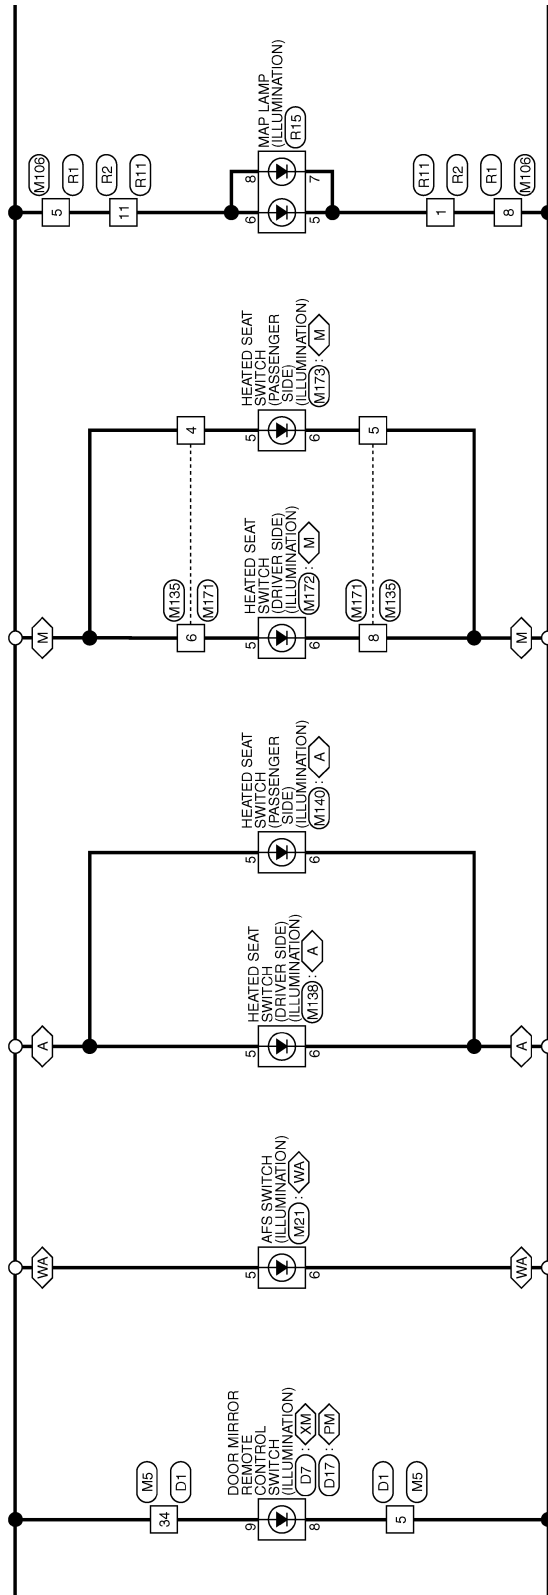 M106
R1
5
R2
R11
11
MAP LAMP
(ILLUMINATION)
R15
8
7
6
5
R11
R2
1
R1
M106
8
HEATED SEAT
SWITCH
(PASSENGER
SIDE)
(ILLUMINATION)
M173 : M
4
5
6
5
HEATED SEAT
SWITCH
(DRIVER SIDE)
(ILLUMINATION)
M172 : M
M135
M171
6
5
6
M171
M135
8
M
M
HEATED SEAT
SWITCH
(PASSENGER
SIDE)
(ILLUMINATION)
M140 : A
5
6
HEATED SEAT
SWITCH
(DRIVER SIDE)
(ILLUMINATION)
M138 : A
5
6
A
A
AFS SWITCH
(ILLUMINATION)
M21 : WA
5
6
WA
WA
DOOR MIRROR
REMOTE
CONTROL
SWITCH
(ILLUMINATION)
D7 : XM
D17 : PM
M5
D1
34
9
8
D1
M5
5